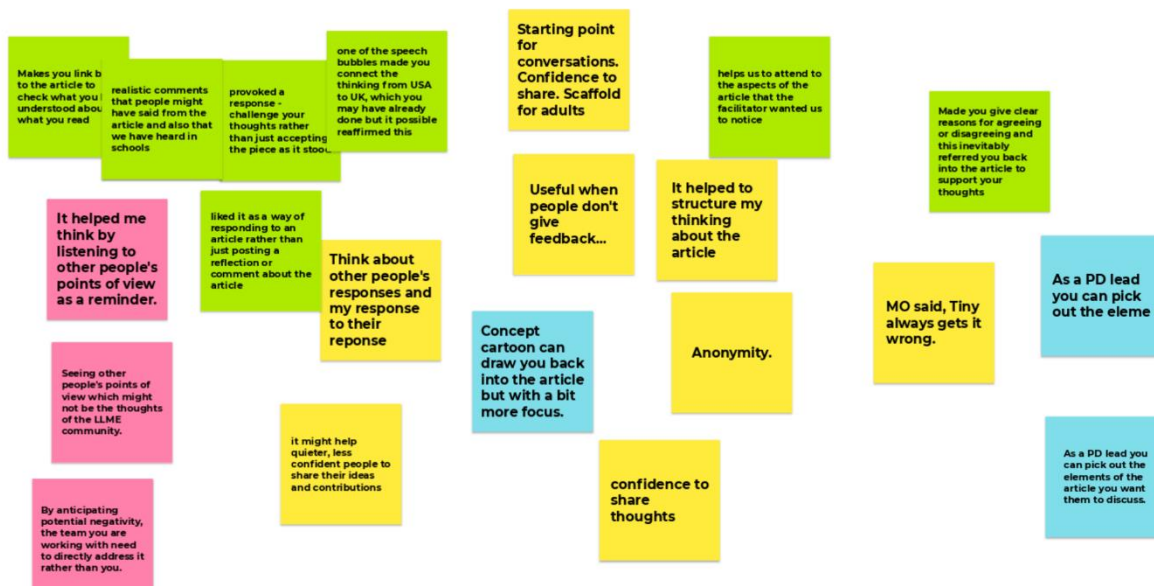 Makes you link b
to the article to
check what you
understood abou
what you read
realistic comments
that people might
have said from the
article and also that
we have heard in
schools
provoked a
response -
challenge your
thoughts rather
than just accepting
the piece as it stood
one of the speech
bubbles made you
connect the
thinking from USA
to UK, which you
may have already
done but it possible
reaffirmed this
Starting point
for
conversations.
Confidence to
share. Scaffold
for adults
helps us to attend to
the aspects of the
article that the
facilitator wanted us
to notice
Made you give clear
reasons for agreeing
or disagreeing and
this inevitably
referred you back
into the article to
support your
thoughts
It helped me
think by
listening to
other people's
points of view
as a reminder.
liked it as a way of
responding to an
article rather than
just posting a
reflection or
comment about the
article
Think about
other people's
responses and
my response
to their
reponse
Useful when
people don't
give
feedback...
It helped to
structure my
thinking
about the
article
Concept
cartoon can
draw you back
into the article
but with a bit
more focus.
Anonymity.
MO said, Tiny
always gets it
wrong.
As a PD lead
you can pick
out the eleme
Seeing other
people's points of
view which might
not be the thoughts
of the LLME
community.
it might help
quieter, less
confident people to
share their ideas
and contributions
confidence to
share
thoughts
As a PD lead you
can pick out the
elements of the
article you want
them to discuss.
By anticipating
potential negativity,
the team you are
working with need
to directly address it
rather than you.